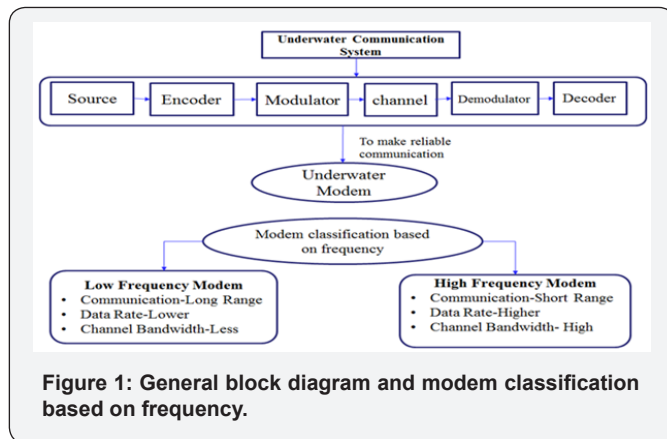 Underwater Communication
System
Source Encoder Modulator channel Demodulator Decoder
To make reliable
communication
Underwater
Modem
Modem classification based
on frequency
Low Frequency Modem
• Communication-Long Range
• Data Rate-Lower
• Channel Bandwidth-Less
High Frequency Modem
• Communication-Short Range
• Data Rate-Higher
• Channel Bandwidth- High
Figure 1: General block diagram and modem classification
based on frequency.